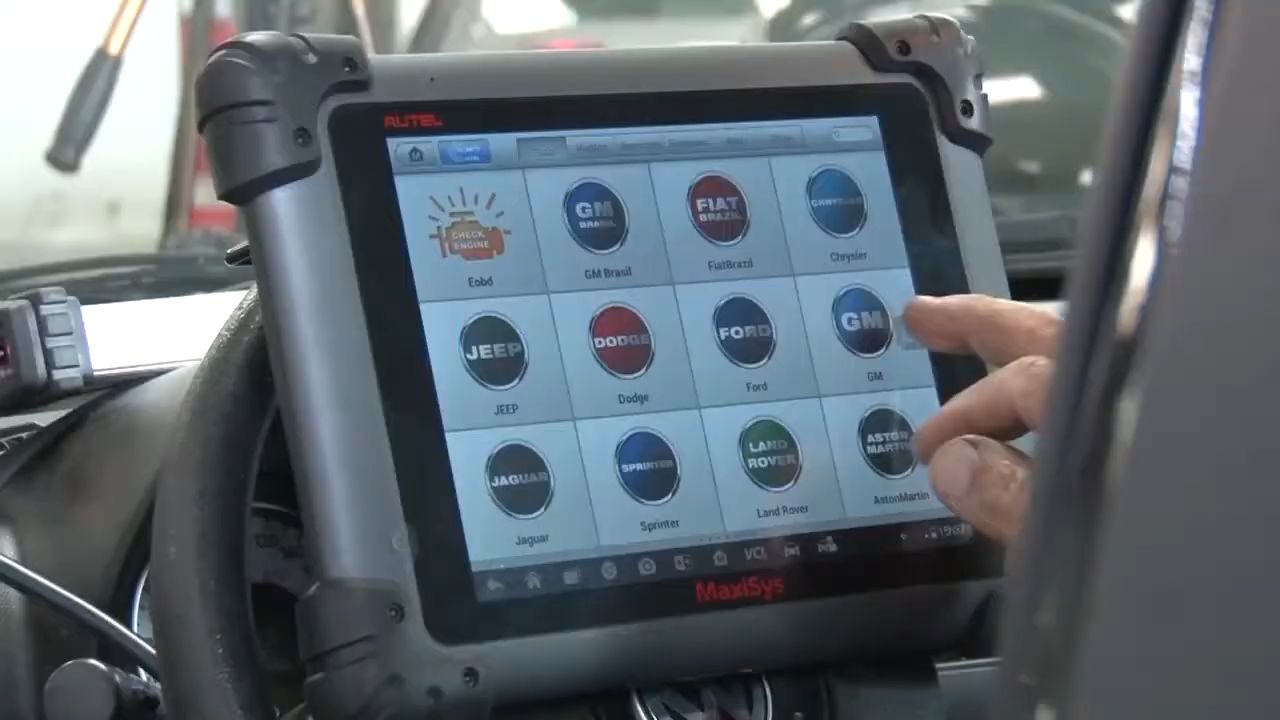 AUTEL
CHECK
ENGINE
Eobd
GM
BRASIL
GM Brasil
FIAT
BRAZIL
FiatBrazil
CHRYSLER
Chrysler
JEEP
JEEP
DODGE
Dodge
FORD
Ford
GM
GM
JAGUAR
Jaguar
SPRINTER
Sprinter
LAND
ROVER
Land Rover
ASTON
MARTIN
AstonMartin
VCI
MaxiSys